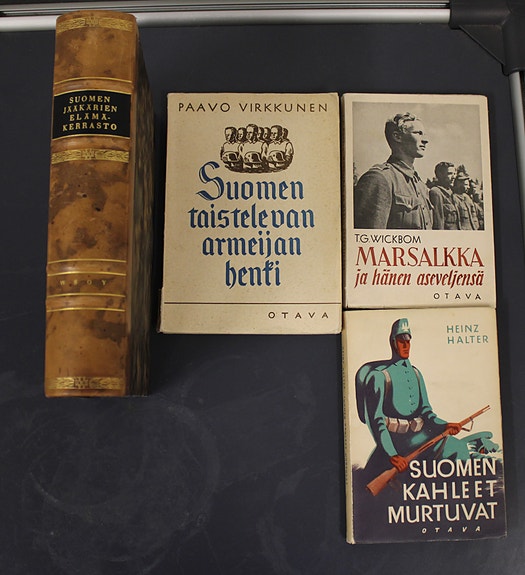 SUOMEN
JÄÄKÄRIEN
ELÄMÄ-
KERRASTO
WSOY
PAAVO VIRKKUNEN
Suomen
taistelevan
armeijan
henki
OTAVA
T.G.WICKBOM
MARSALKKA
ja hänen aseveljensä
OTAVA
HEINZ
HALTER
SUOMEN
KAHLEET
MURTUVAT
OTAVA